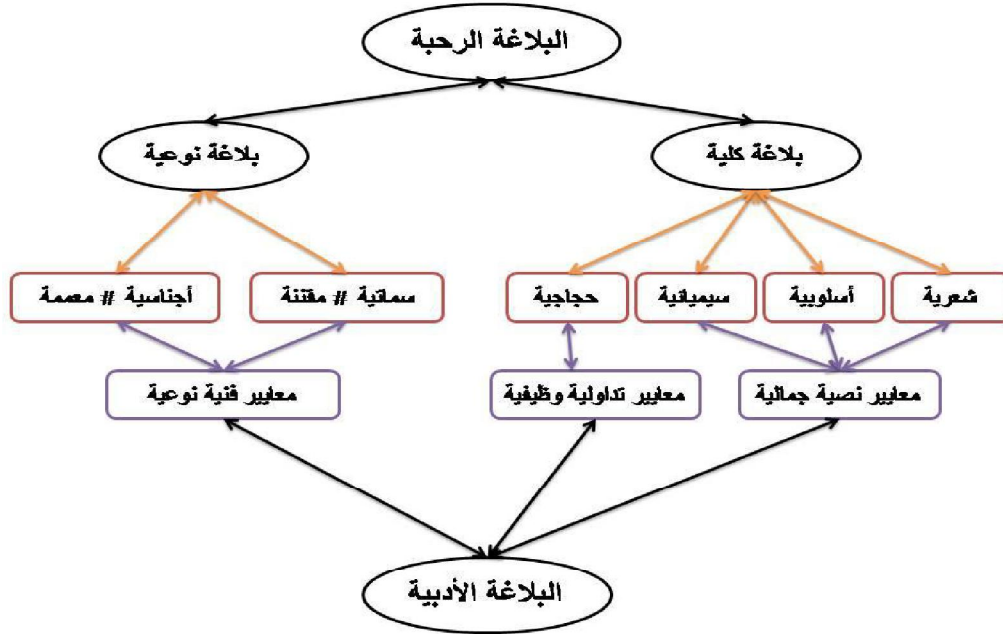 البلاغة الرحبة
بلاغة كلية
بلاغة نوعية
شعرية
أسلوبية
سيميائية
حجاجية
سماتية # مقننة
أجناسية # معممة
معايير نصية جمالية
معايير تداولية وظيفية
معايير فنية نوعية
البلاغة الأدبية